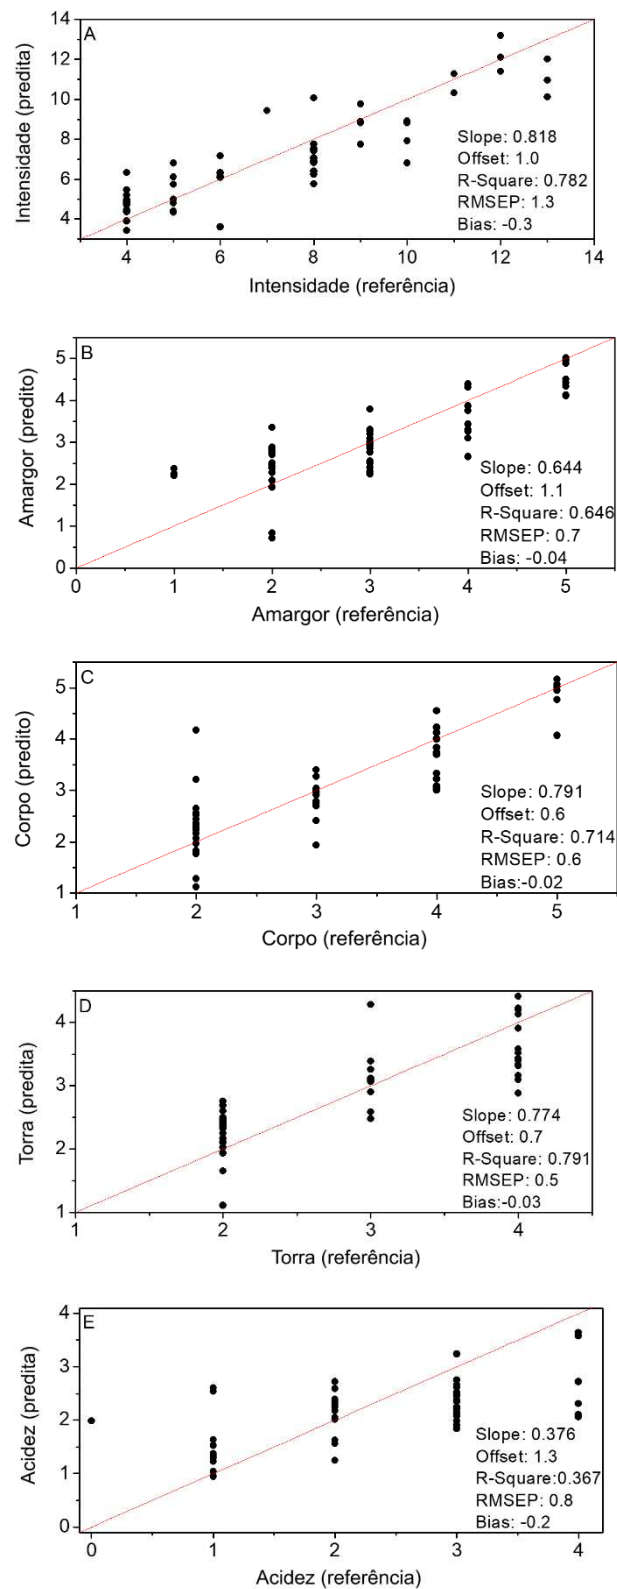 A
14
12
10
8
6
4
Intensidade (predita)
Slope: 0.818
Offset: 1.0
R-Square: 0.782
RMSEP: 1.3
Bias: -0.3
4 6 8 10 12 14
Intensidade (referência)
B
5
4
3
2
1
0
Amargor (predito)
Slope: 0.644
Offset: 1.1
R-Square: 0.646
RMSEP: 0.7
Bias: -0.04
0 1 2 3 4 5
Amargor (referência)
C
5
4
3
2
1
Corpo (predito)
Slope: 0.791
Offset: 0.6
R-Square: 0.714
RMSEP: 0.6
Bias:-0.02
1 2 3 4 5
Corpo (referência)
D
4
3
2
1
Torra (predita)
Slope: 0.774
Offset: 0.7
R-Square: 0.791
RMSEP: 0.5
Bias:-0.03
1 2 3 4
Torra (referência)
E
4
3
2
1
0
Acidez (predita)
Slope: 0.376
Offset: 1.3
R-Square:0.367
RMSEP: 0.8
Bias: -0.2
0 1 2 3 4
Acidez (referência)